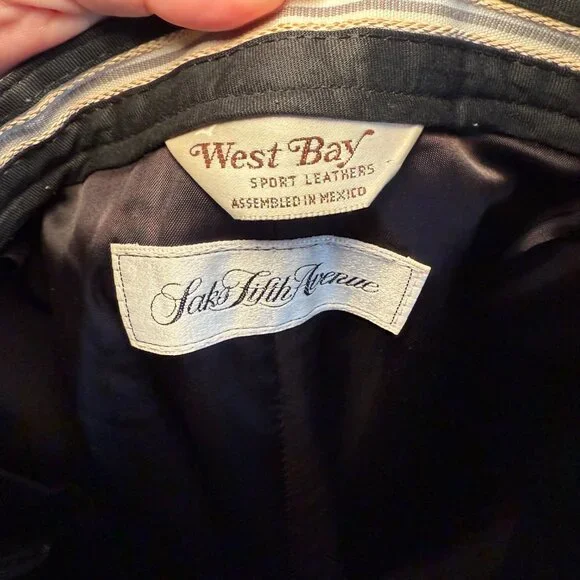 West Bay
SPORT LEATHERS
ASSEMBLED IN MEXICO
Saks Fifth Avenue